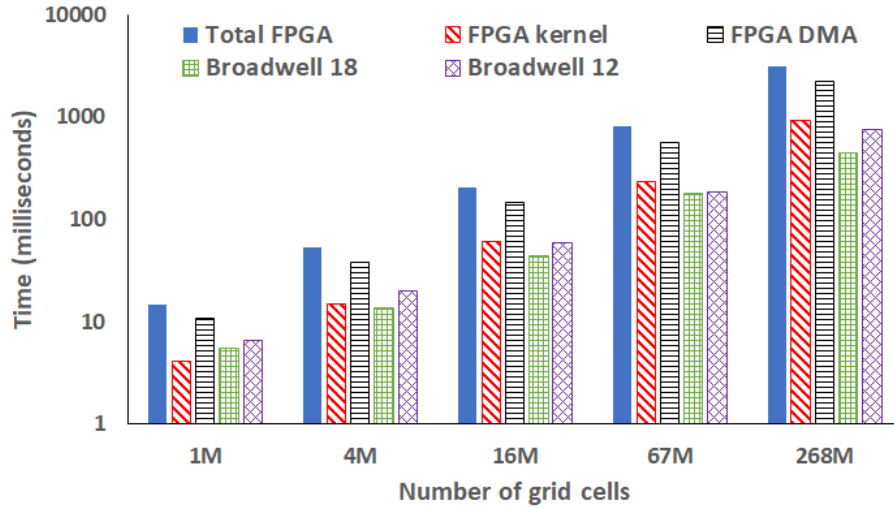 10000
1000
100
10
1
Time (milliseconds)
Total FPGA FPGA kernel FPGA DMA
Broadwell 18 Broadwell 12
1M 4M 16M 67M 268M
Number of grid cells